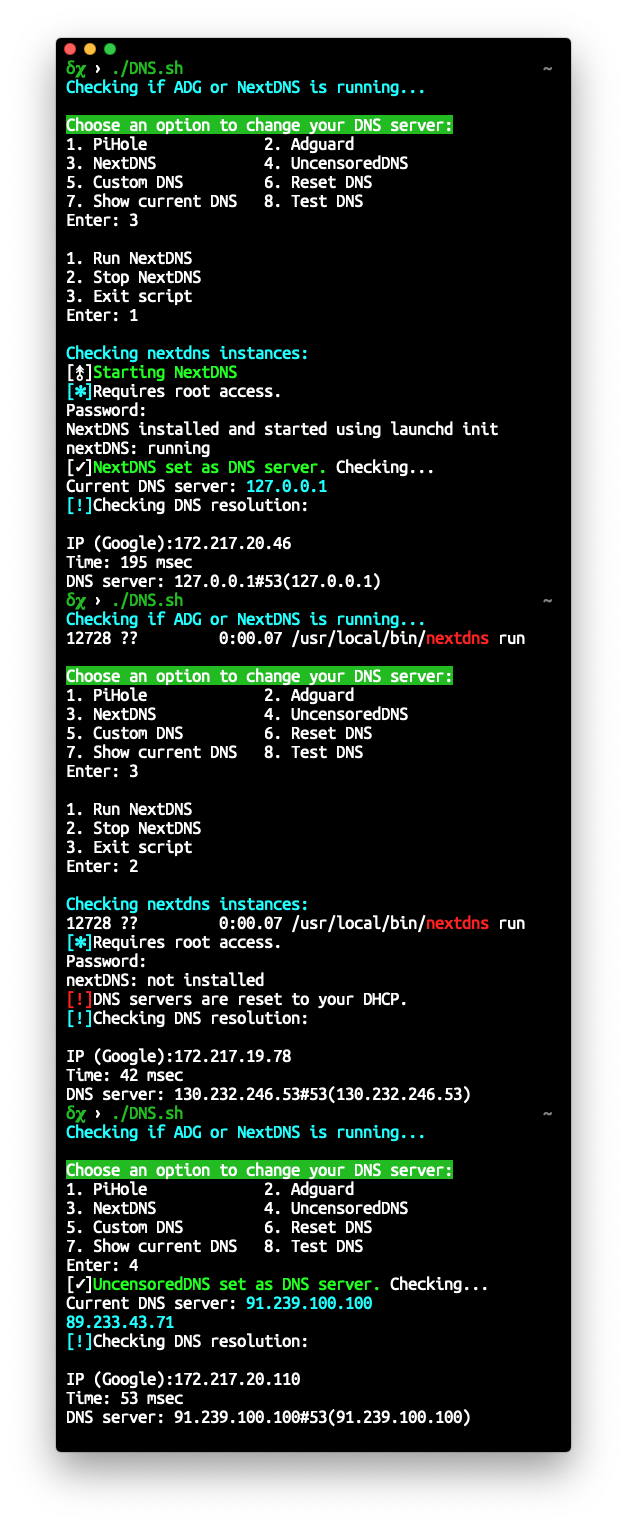 δχ › ./DNS.sh ~
Checking if ADG or NextDNS is running...

Choose an option to change your DNS server:
1. PiHole 2. Adguard
3. NextDNS 4. UncensoredDNS
5. Custom DNS 6. Reset DNS
7. Show current DNS 8. Test DNS
Enter: 3

1. Run NextDNS
2. Stop NextDNS
3. Exit script
Enter: 1

Checking nextdns instances:
[⯭]Starting NextDNS
[✱]Requires root access.
Password:
NextDNS installed and started using launchd init
nextDNS: running
[✓]NextDNS set as DNS server. Checking...
Current DNS server: 127.0.0.1
[!]Checking DNS resolution:

IP (Google):172.217.20.46
Time: 195 msec
DNS server: 127.0.0.1#53(127.0.0.1)
δχ › ./DNS.sh ~
Checking if ADG or NextDNS is running...
12728 ?? 0:00.07 /usr/local/bin/nextdns run

Choose an option to change your DNS server:
1. PiHole 2. Adguard
3. NextDNS 4. UncensoredDNS
5. Custom DNS 6. Reset DNS
7. Show current DNS 8. Test DNS
Enter: 3

1. Run NextDNS
2. Stop NextDNS
3. Exit script
Enter: 2

Checking nextdns instances:
12728 ?? 0:00.07 /usr/local/bin/nextdns run
[✱]Requires root access.
Password:
nextDNS: not installed
[!]DNS servers are reset to your DHCP.
[!]Checking DNS resolution:

IP (Google):172.217.19.78
Time: 42 msec
DNS server: 130.232.246.53#53(130.232.246.53)
δχ › ./DNS.sh ~
Checking if ADG or NextDNS is running...

Choose an option to change your DNS server:
1. PiHole 2. Adguard
3. NextDNS 4. UncensoredDNS
5. Custom DNS 6. Reset DNS
7. Show current DNS 8. Test DNS
Enter: 4
[✓]UncensoredDNS set as DNS server. Checking...
Current DNS server: 91.239.100.100
89.233.43.71
[!]Checking DNS resolution:

IP (Google):172.217.20.110
Time: 53 msec
DNS server: 91.239.100.100#53(91.239.100.100)